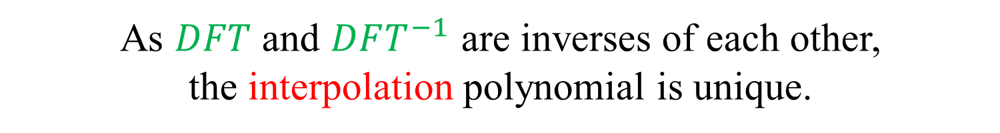 As DFT and DFT⁻¹ are inverses of each other,
the interpolation polynomial is unique.